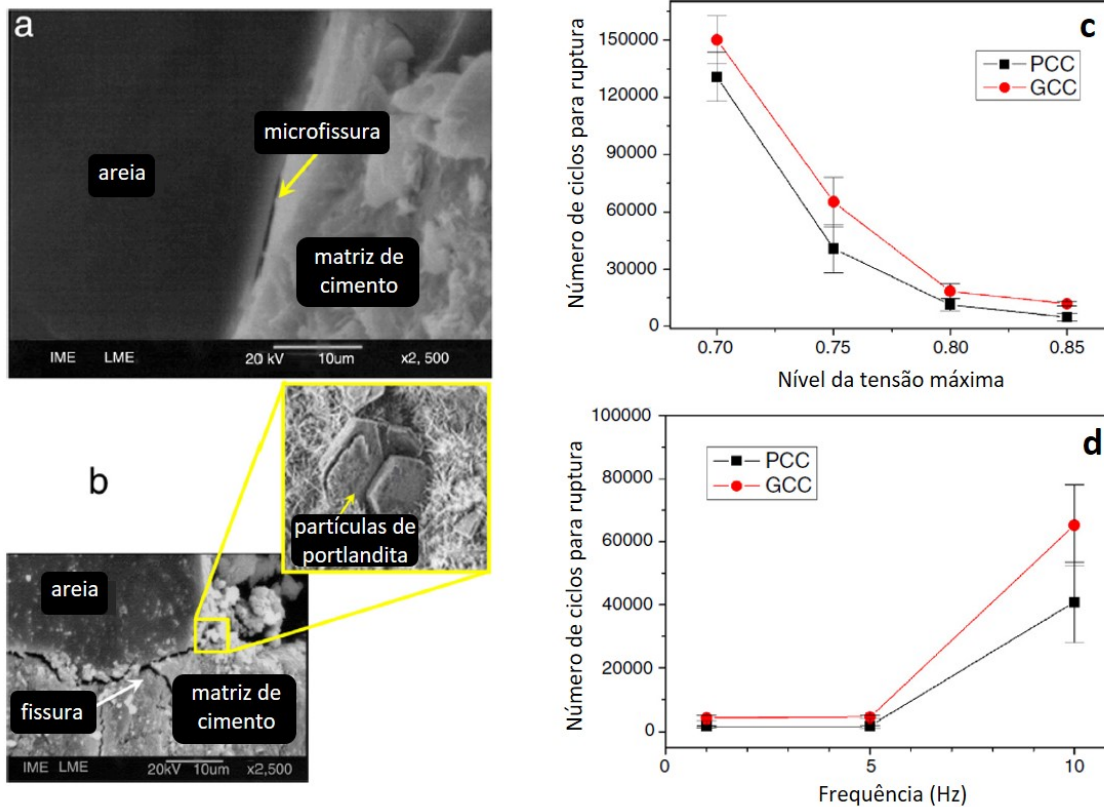 a
microfissura
areia
matriz de
cimento
IME LME 20 kV 10um x2, 500
b
partículas de
portlandita
areia
fissura
matriz de
cimento
IME LME 20kV 10um x2,500
c
PCC
GCC
Número de ciclos para ruptura
150000
120000
90000
60000
30000
0
0.70 0.75 0.80 0.85
Nível da tensão máxima
d
PCC
GCC
Número de ciclos para ruptura
100000
80000
60000
40000
20000
0
0 5 10
Frequência (Hz)